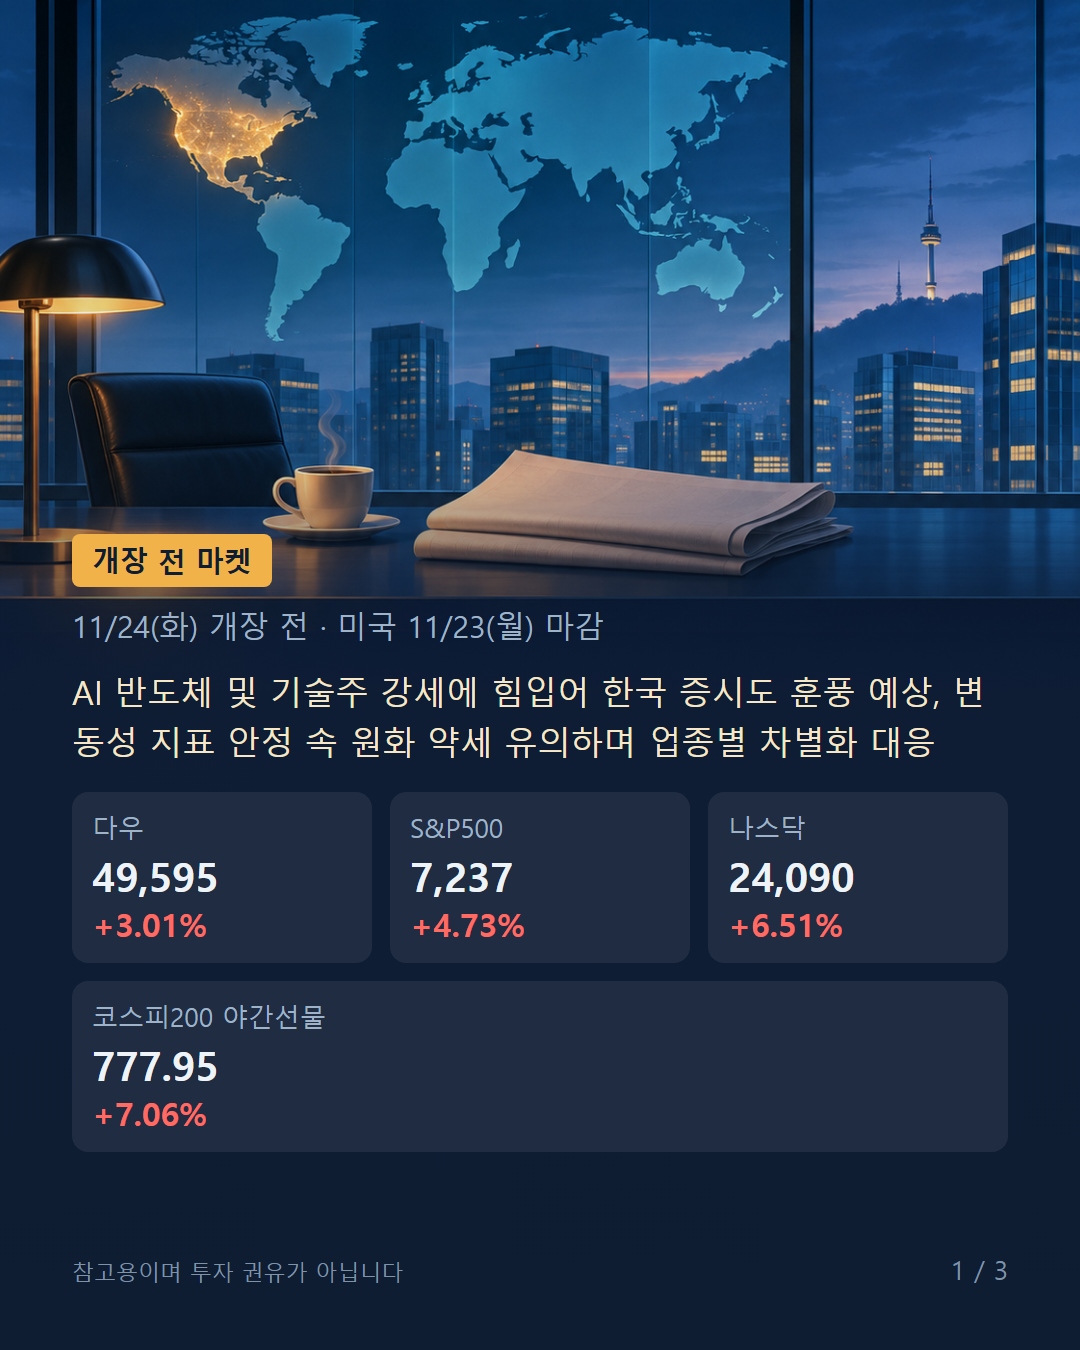 개장 전 마켓
11/24(화) 개장 전 · 미국 11/23(월) 마감
AI 반도체 및 기술주 강세에 힘입어 한국 증시도 훈풍 예상, 변
동성 지표 안정 속 원화 약세 유의하며 업종별 차별화 대응
다우
49,595
+3.01%
S&P500
7,237
+4.73%
나스닥
24,090
+6.51%
코스피200 야간선물
777.95
+7.06%
참고용이며 투자 권유가 아닙니다
1 / 3